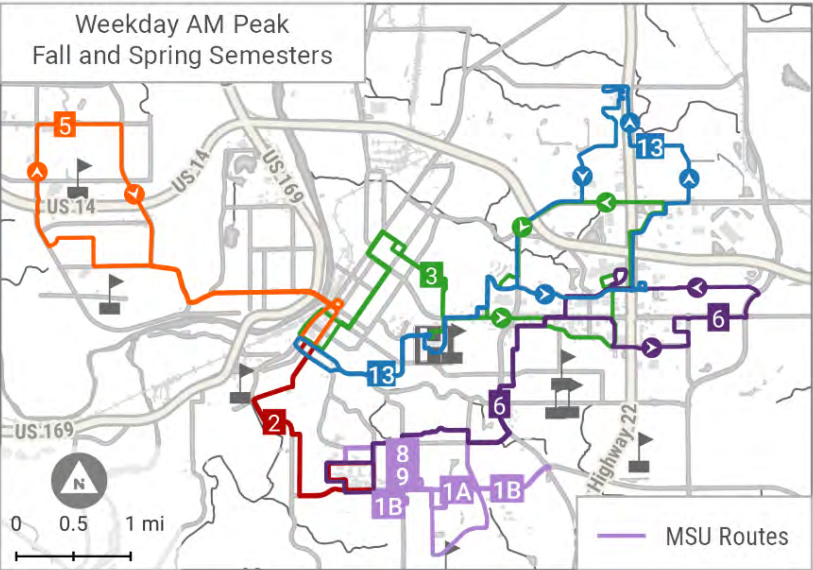 Weekday AM Peak
Fall and Spring Semesters
5
13
US 14
US 169
US 14
3
6
13
6
2
US 169
8
9
1A
1B
1B
Highway 22
N
0 0.5 1 mi
MSU Routes